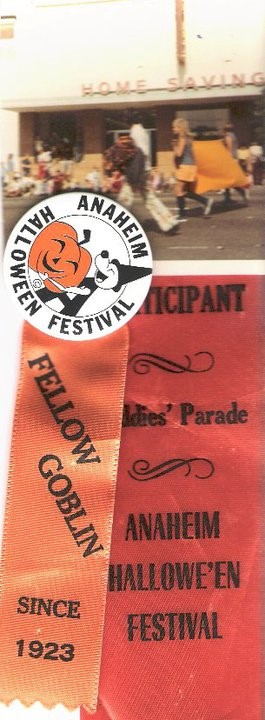 HOME SAVING
ANAHEIM
HALLOWEEN
FESTIVAL
©
TICIPANT
ddies' Parade
ANAHEIM
HALLOWE'EN
FESTIVAL
FELLOW
GOBLIN
SINCE
1923